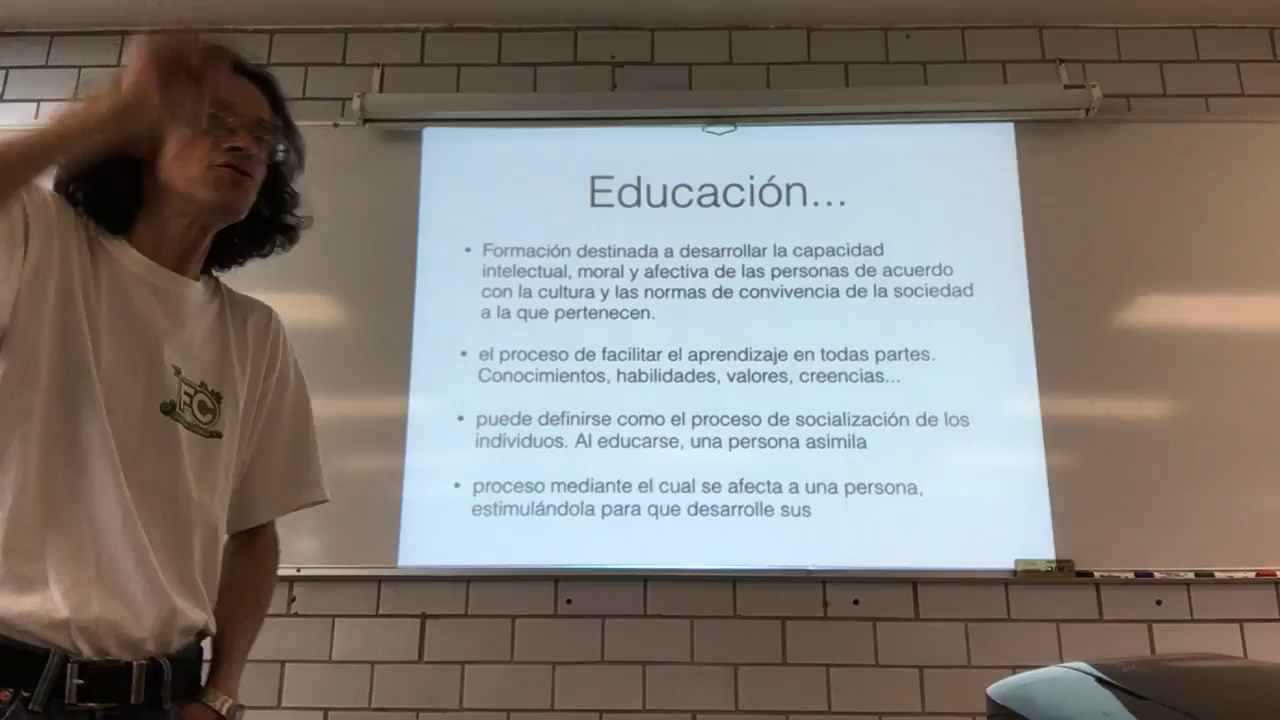 Educación...
• Formación destinada a desarrollar la capacidad
intelectual, moral y afectiva de las personas de acuerdo
con la cultura y las normas de convivencia de la sociedad
a la que pertenecen.
• el proceso de facilitar el aprendizaje en todas partes.
Conocimientos, habilidades, valores, creencias...
• puede definirse como el proceso de socialización de los
individuos. Al educarse, una persona asimila
• proceso mediante el cual se afecta a una persona,
estimulándola para que desarrolle sus
FC